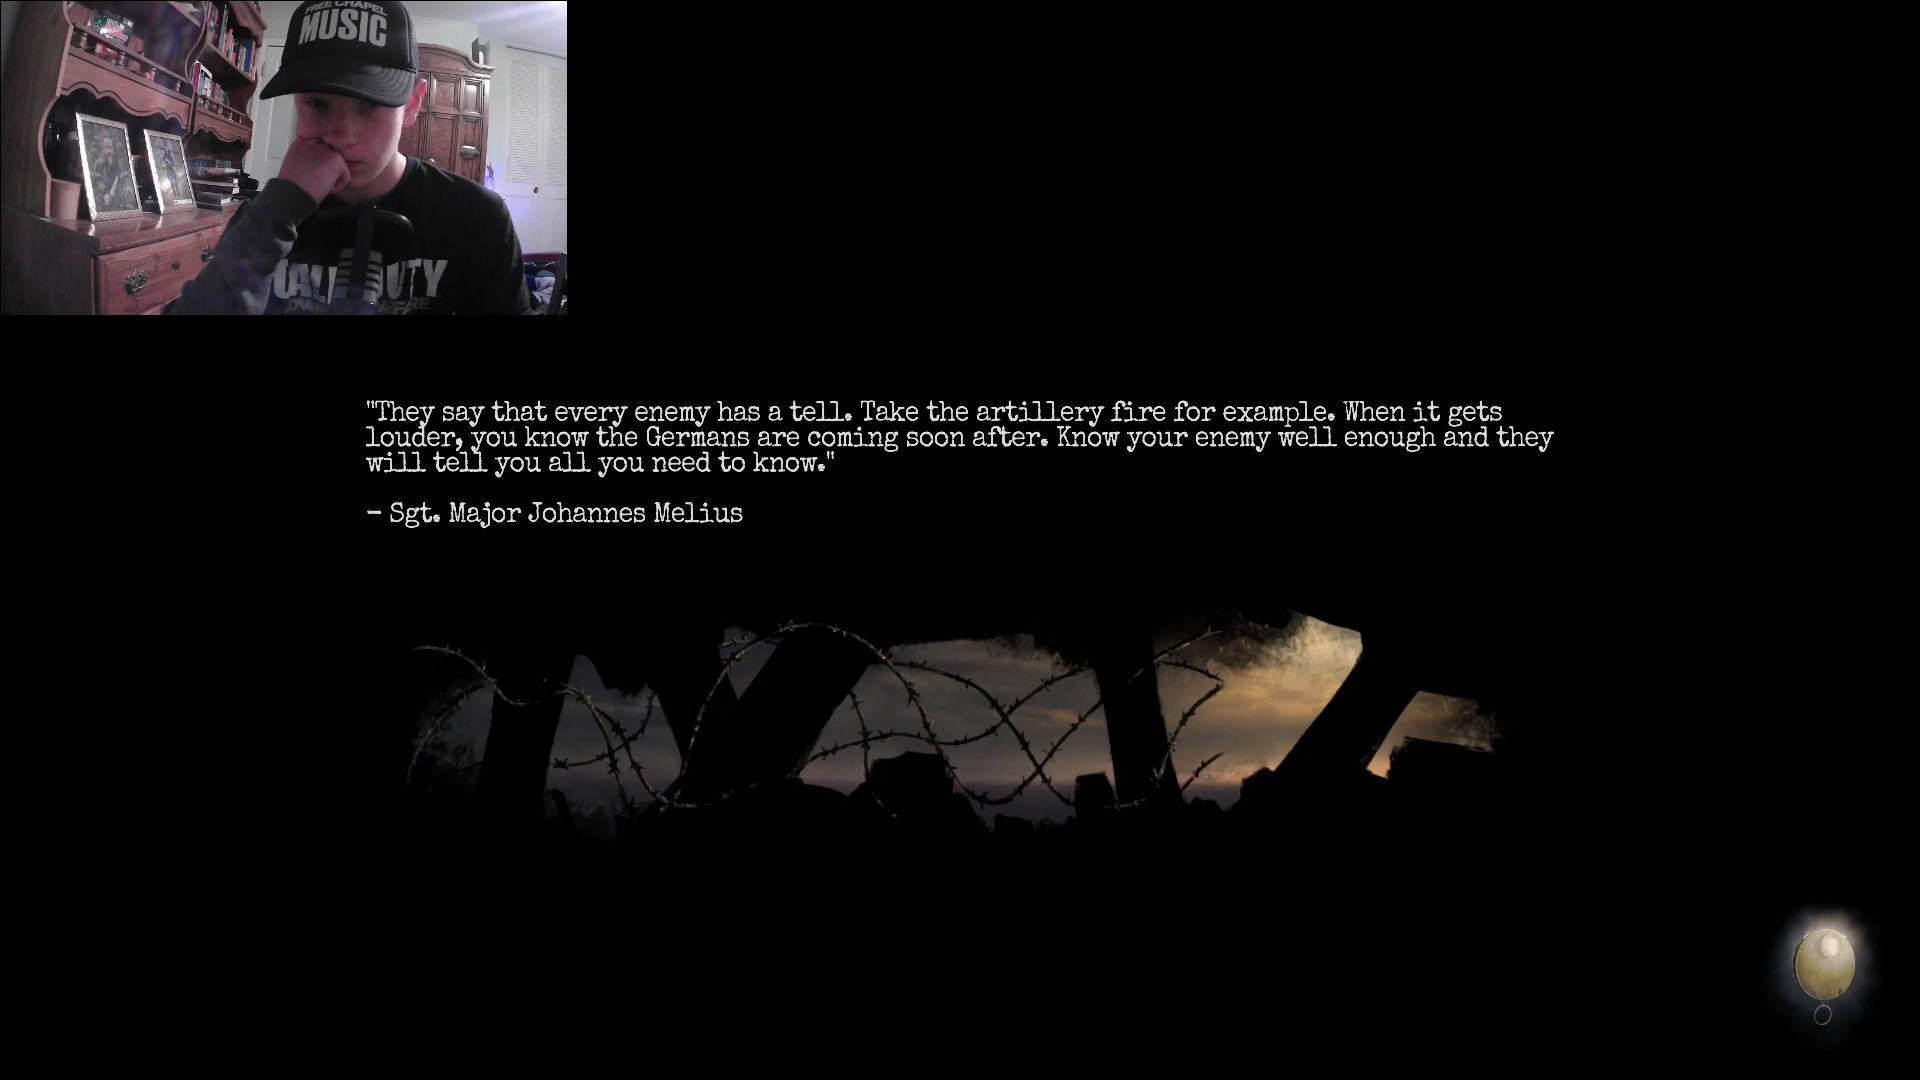 FREE CHAPEL
MUSIC
"They say that every enemy has a tell. Take the artillery fire for example. When it gets
louder, you know the Germans are coming soon after. Know your enemy well enough and they
will tell you all you need to know."
- Sgt. Major Johannes Melius